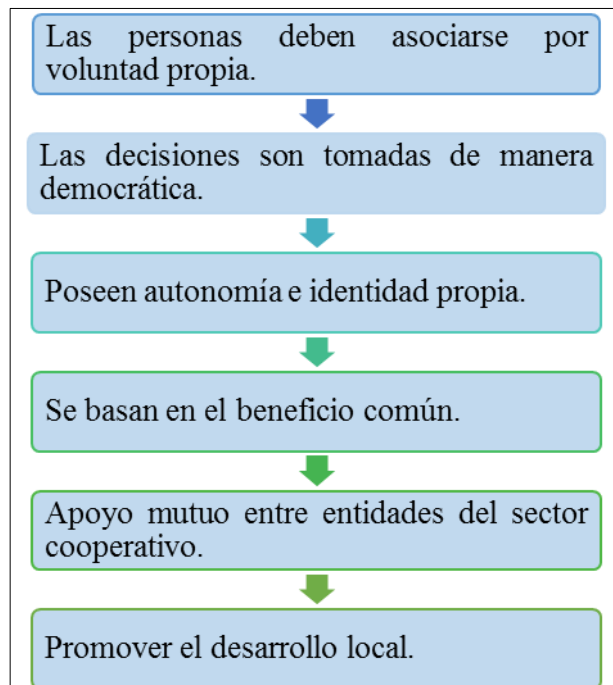 Las personas deben asociarse por
voluntad propia.
Las decisiones son tomadas de manera
democrática.
Poseen autonomía e identidad propia.
Se basan en el beneficio común.
Apoyo mutuo entre entidades del sector
cooperativo.
Promover el desarrollo local.